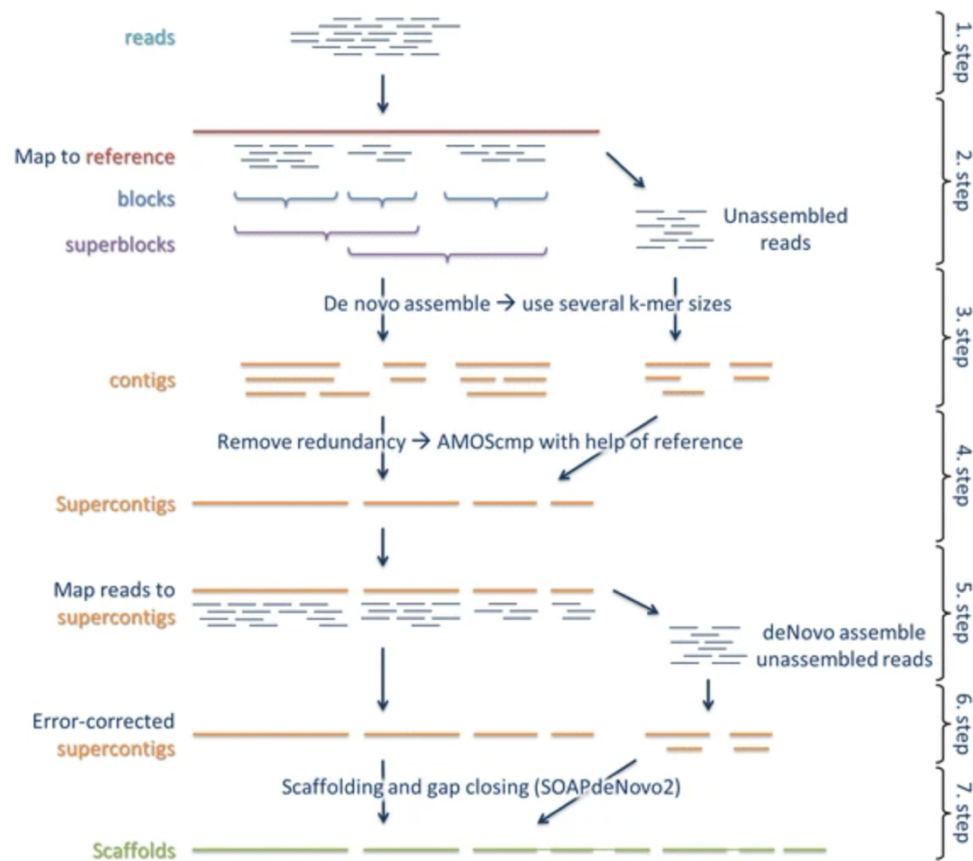 reads
1. step
Map to reference
2. step
blocks
Unassembled
reads
superblocks
De novo assemble → use several k-mer sizes
3. step
contigs
Remove redundancy → AMOScmp with help of reference
4. step
Supercontigs
Map reads to
supercontigs
5. step
deNovo assemble
unassembled reads
Error-corrected
supercontigs
6. step
Scaffolding and gap closing (SOAPdeNovo2)
7. step
Scaffolds